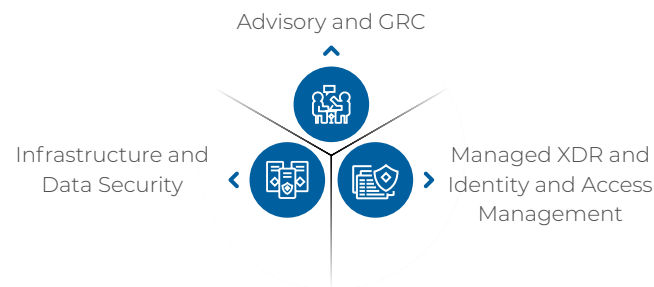 Advisory and GRC
Infrastructure and
Data Security
Managed XDR and
Identity and Access
Management